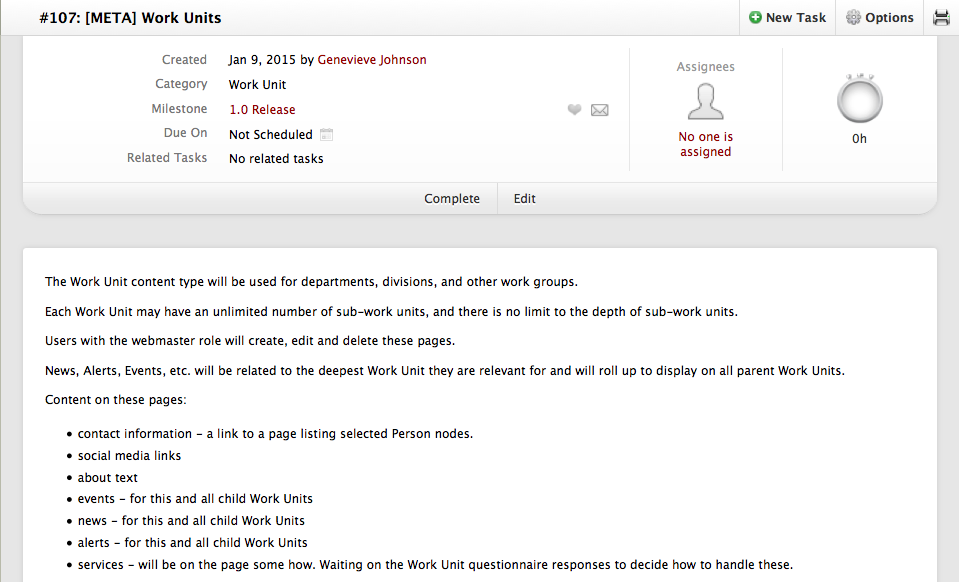 #107: [META] Work Units
New Task
Options
Created Jan 9, 2015 by Genevieve Johnson
Category Work Unit
Milestone 1.0 Release
Due On Not Scheduled
Related Tasks No related tasks
Assignees
No one is
assigned
0h
Complete
Edit
The Work Unit content type will be used for departments, divisions, and other work groups.
Each Work Unit may have an unlimited number of sub-work units, and there is no limit to the depth of sub-work units.
Users with the webmaster role will create, edit and delete these pages.
News, Alerts, Events, etc. will be related to the deepest Work Unit they are relevant for and will roll up to display on all parent Work Units.
Content on these pages:
• contact information – a link to a page listing selected Person nodes.
• social media links
• about text
• events – for this and all child Work Units
• news – for this and all child Work Units
• alerts – for this and all child Work Units
• services – will be on the page some how. Waiting on the Work Unit questionnaire responses to decide how to handle these.